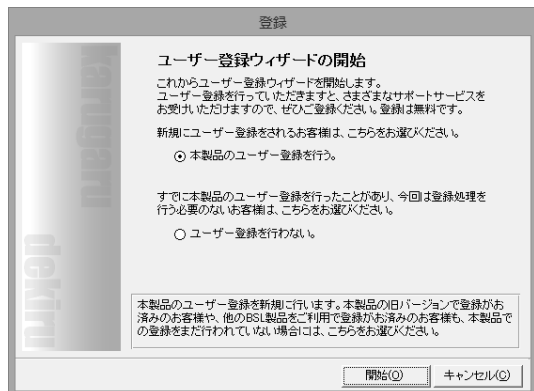 登録
kangaru
dekiru
ユーザー登録ウィザードの開始
これからユーザー登録ウィザードを開始します。
ユーザー登録を行っていただきますと、さまざまなサポートサービスを
お受けいただけますので、ぜひご登録ください。登録は無料です。
新規にユーザー登録をされるお客様は、こちらをお選びください。
本製品のユーザー登録を行う。
すでに本製品のユーザー登録を行ったことがあり、今回は登録処理を
行う必要のないお客様は、こちらをお選びください。
ユーザー登録を行わない。
本製品のユーザー登録を新規に行います。本製品の旧バージョンで登録がお
済みのお客様や、他のBSL製品をご利用で登録がお済みのお客様も、本製品で
の登録をまだ行われていない場合には、こちらをお選びください。
開始(O)
キャンセル(C)